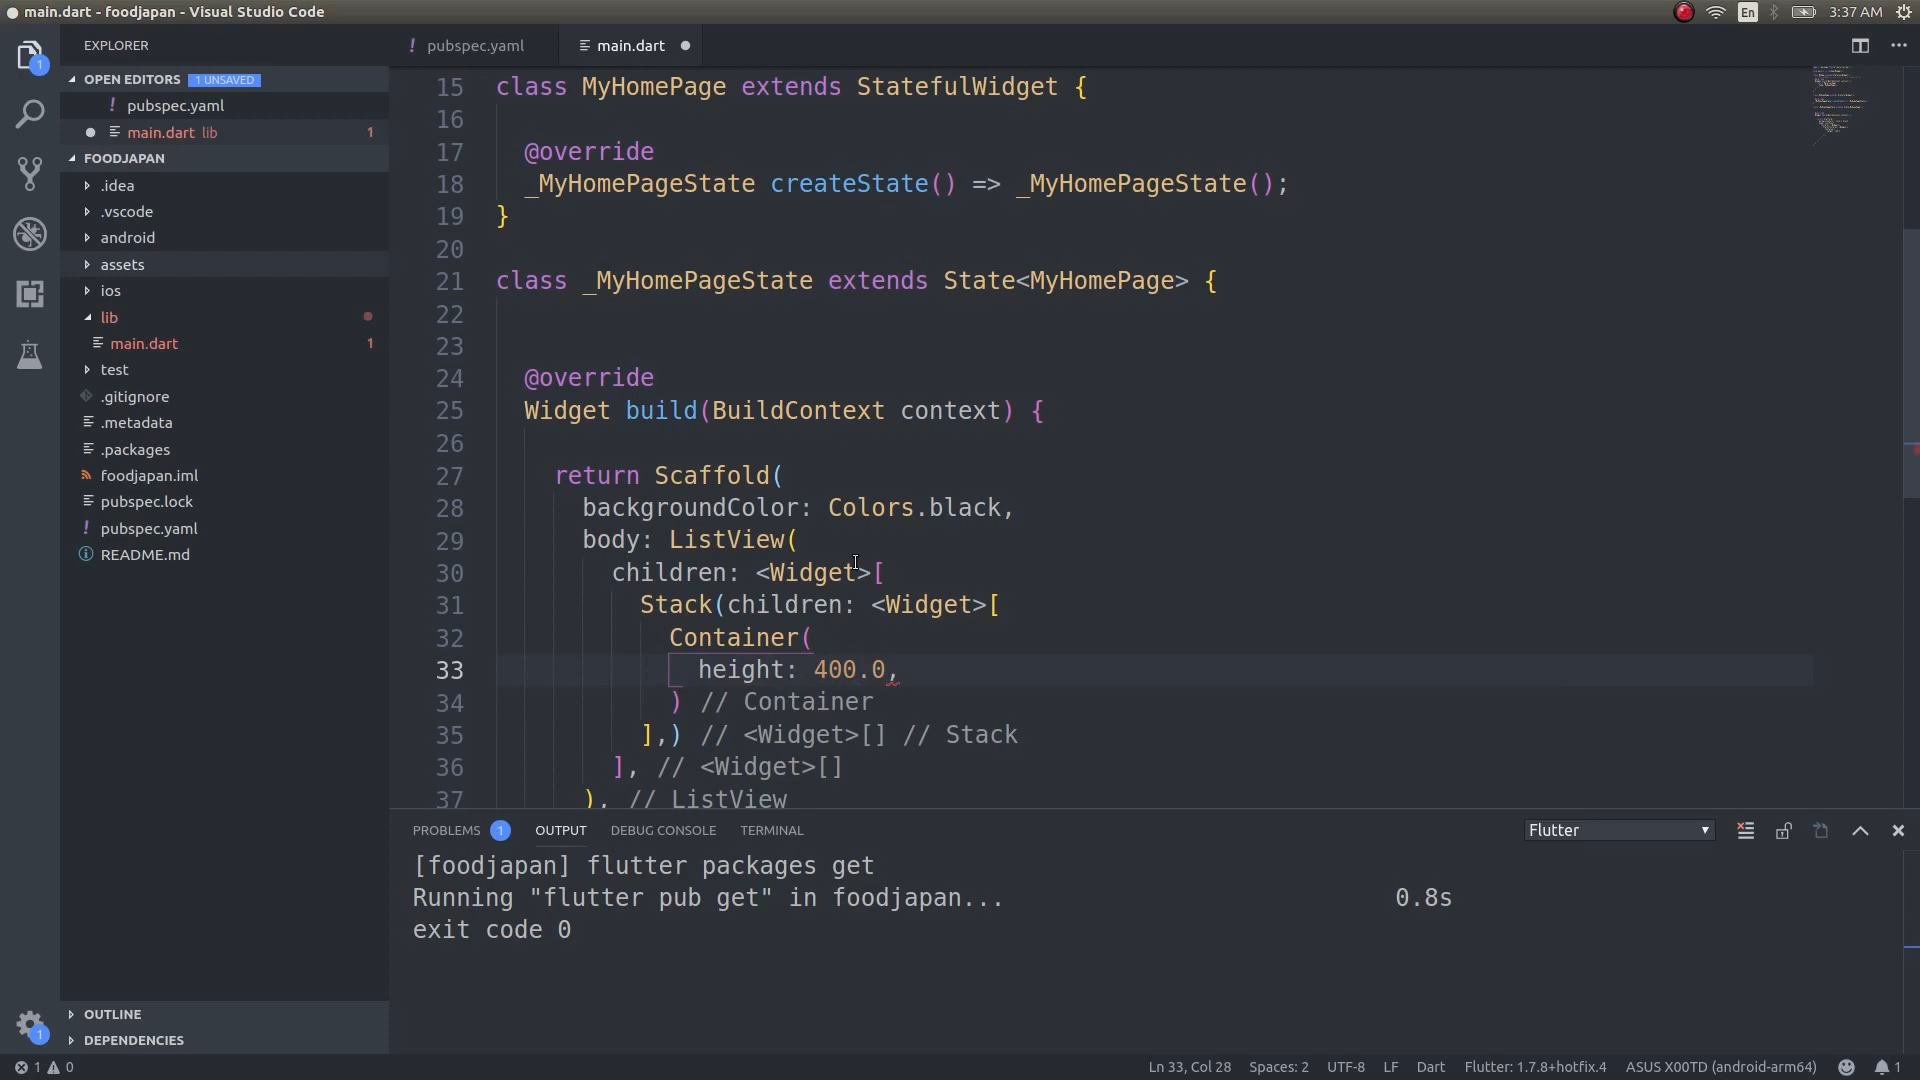 main.dart - foodjapan - Visual Studio Code
En
3:37 AM
EXPLORER
OPEN EDITORS 1 UNSAVED
! pubspec.yaml
main.dart lib 1
FOODJAPAN
.idea
.vscode
android
assets
ios
lib
main.dart 1
test
.gitignore
.metadata
.packages
foodjapan.iml
pubspec.lock
! pubspec.yaml
README.md
OUTLINE
DEPENDENCIES
1
1
! pubspec.yaml
main.dart
15 class MyHomePage extends StatefulWidget {
16
17 @override
18 _MyHomePageState createState() => _MyHomePageState();
19 }
20
21 class _MyHomePageState extends State<MyHomePage> {
22
23
24 @override
25 Widget build(BuildContext context) {
26
27 return Scaffold(
28 backgroundColor: Colors.black,
29 body: ListView(
30 children: <Widget>[
31 Stack(children: <Widget>[
32 Container(
33 height: 400.0,
34 ) // Container
35 ],) // <Widget>[] // Stack
36 ], // <Widget>[]
37 ), // ListView
PROBLEMS 1 OUTPUT DEBUG CONSOLE TERMINAL
Flutter
[foodjapan] flutter packages get
Running "flutter pub get" in foodjapan... 0.8s
exit code 0
1 0
Ln 33, Col 28 Spaces: 2 UTF-8 LF Dart Flutter: 1.7.8+hotfix.4 ASUS X00TD (android-arm64) 1